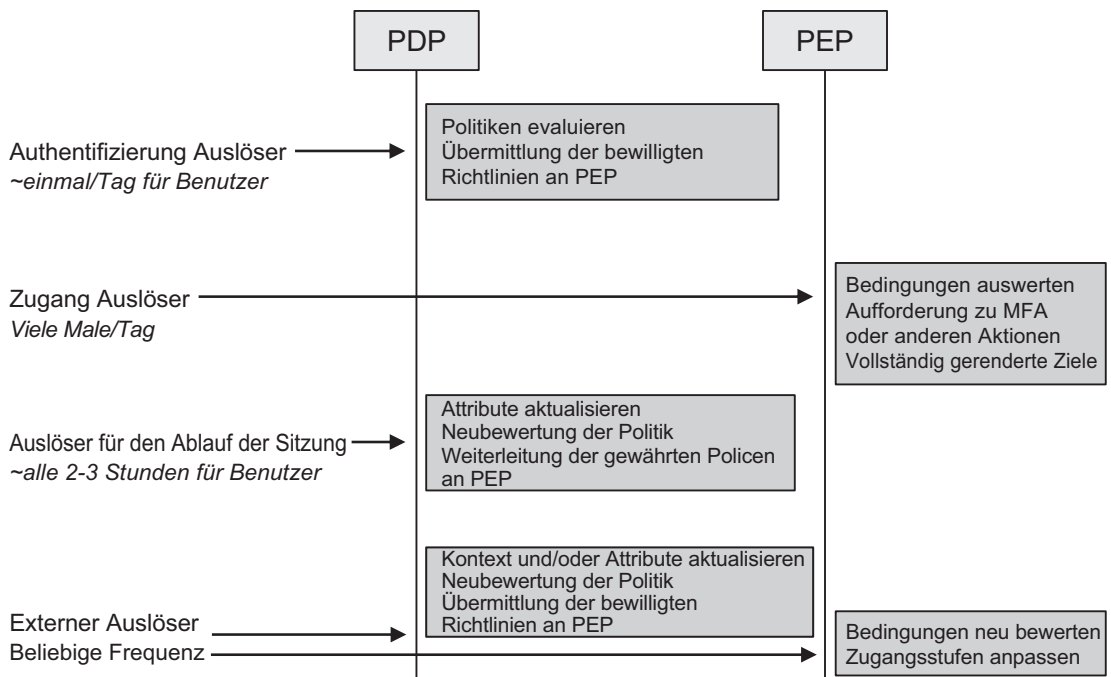 PDP
PEP
Authentifizierung Auslöser
~einmal/Tag für Benutzer
Politiken evaluieren
Übermittlung der bewilligten
Richtlinien an PEP
Zugang Auslöser
Viele Male/Tag
Bedingungen auswerten
Aufforderung zu MFA
oder anderen Aktionen
Vollständig gerenderte Ziele
Auslöser für den Ablauf der Sitzung
~alle 2-3 Stunden für Benutzer
Attribute aktualisieren
Neubewertung der Politik
Weiterleitung der gewährten Policen
an PEP
Externer Auslöser
Beliebige Frequenz
Kontext und/oder Attribute aktualisieren
Neubewertung der Politik
Übermittlung der bewilligten
Richtlinien an PEP
Bedingungen neu bewerten
Zugangsstufen anpassen